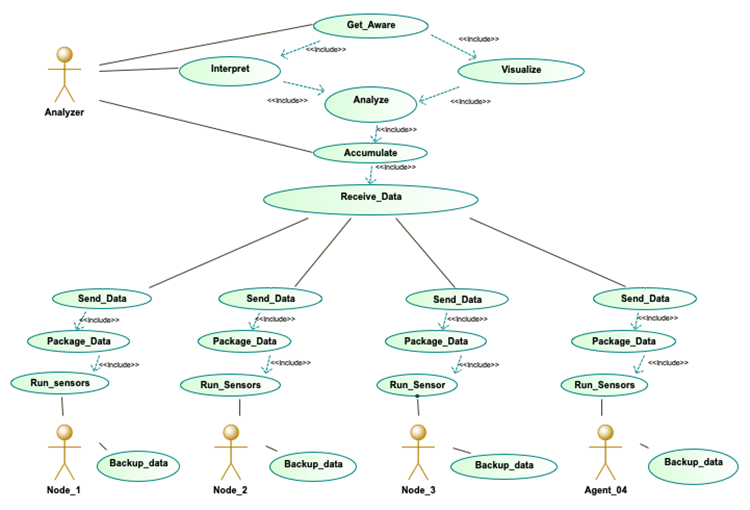 Get_Aware
<<Include>>
<<Include>>
Interpret
Visualize
Analyzer
<<Include>>
Analyze
<<Include>>
<<Include>>
Accumulate
<<Include>>
Receive_Data
Send_Data
Send_Data
Send_Data
Send_Data
<<Include>>
<<Include>>
<<Include>>
<<Include>>
Package_Data
Package_Data
Package_Data
Package_Data
<<Include>>
<<Include>>
<<Include>>
<<Include>>
Run_sensors
Run_Sensors
Run_Sensor
Run_Sensors
Backup_data
Backup_data
Backup_data
Backup_data
Node_1
Node_2
Node_3
Agent_04